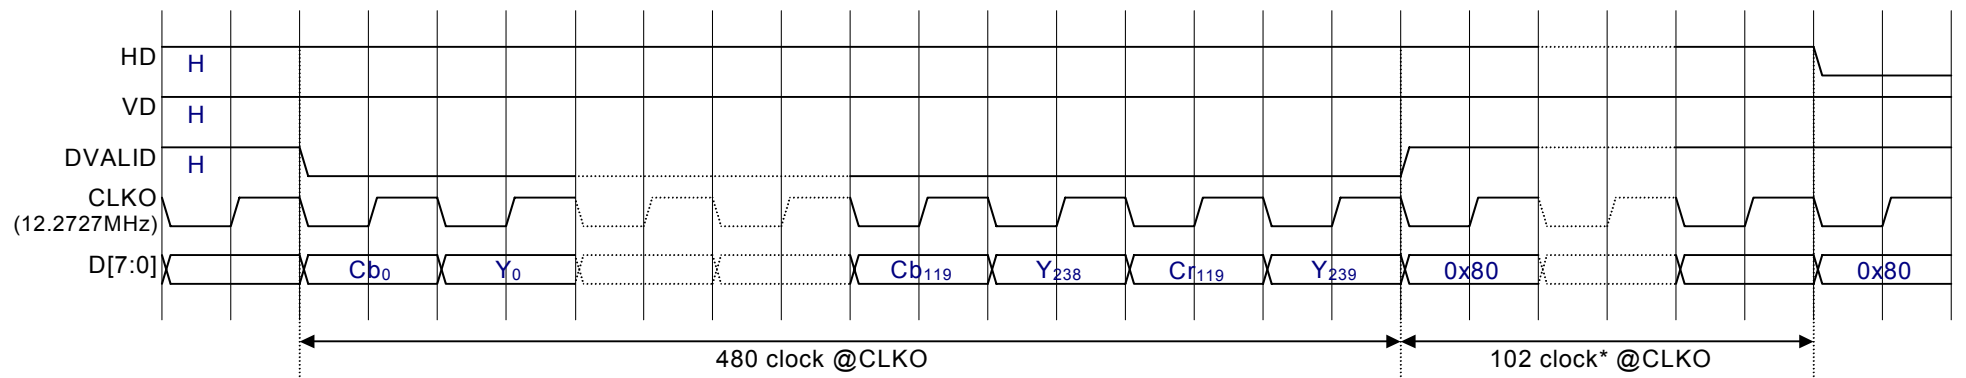 HD H
VD H
DVALID H
CLKO
(12.2727MHz)
D[7:0] Cb0 Y0 Cb119 Y238 Cr119 Y239 0x80 0x80
480 clock @CLKO 102 clock* @CLKO